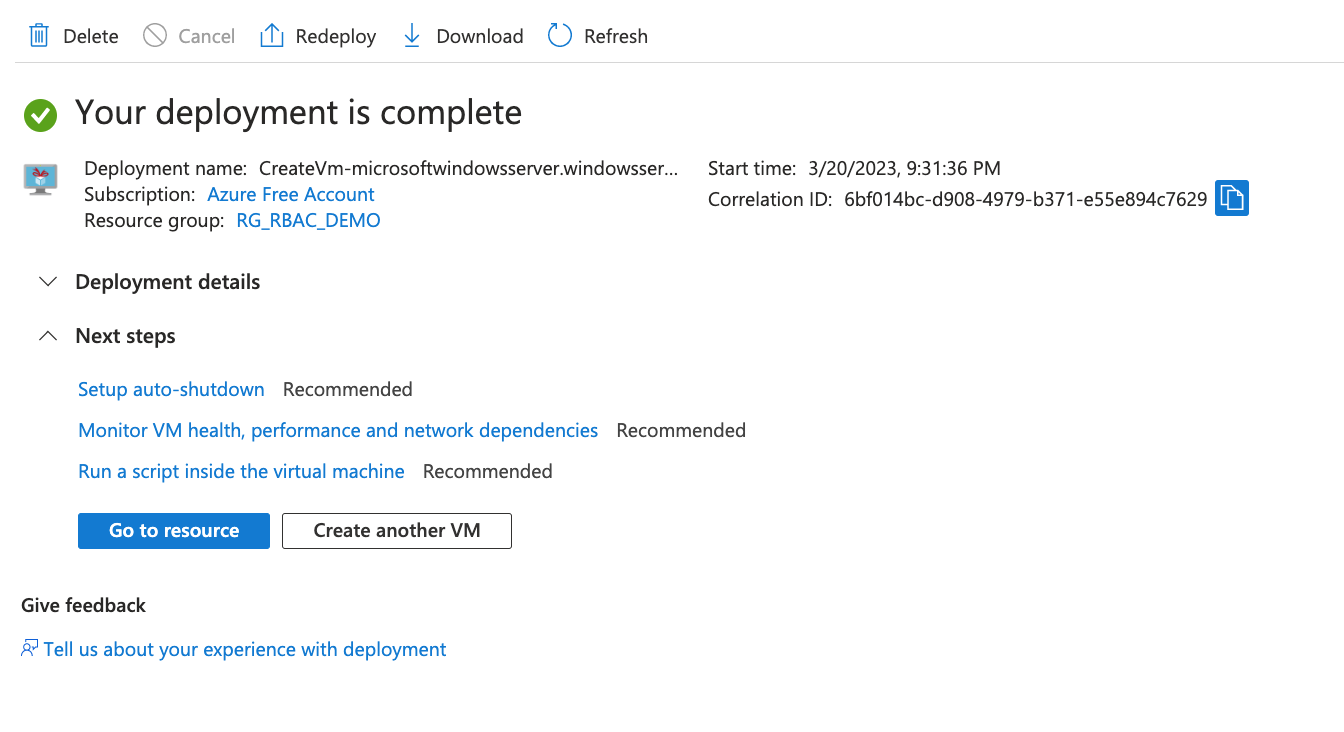 Delete Cancel Redeploy Download Refresh
Your deployment is complete
Deployment name: CreateVm-microsoftwindowsserver.windowsser...
Subscription: Azure Free Account
Resource group: RG_RBAC_DEMO
Start time: 3/20/2023, 9:31:36 PM
Correlation ID: 6bf014bc-d908-4979-b371-e55e894c7629
Deployment details
Next steps
Setup auto-shutdown Recommended
Monitor VM health, performance and network dependencies Recommended
Run a script inside the virtual machine Recommended
Go to resource Create another VM
Give feedback
Tell us about your experience with deployment